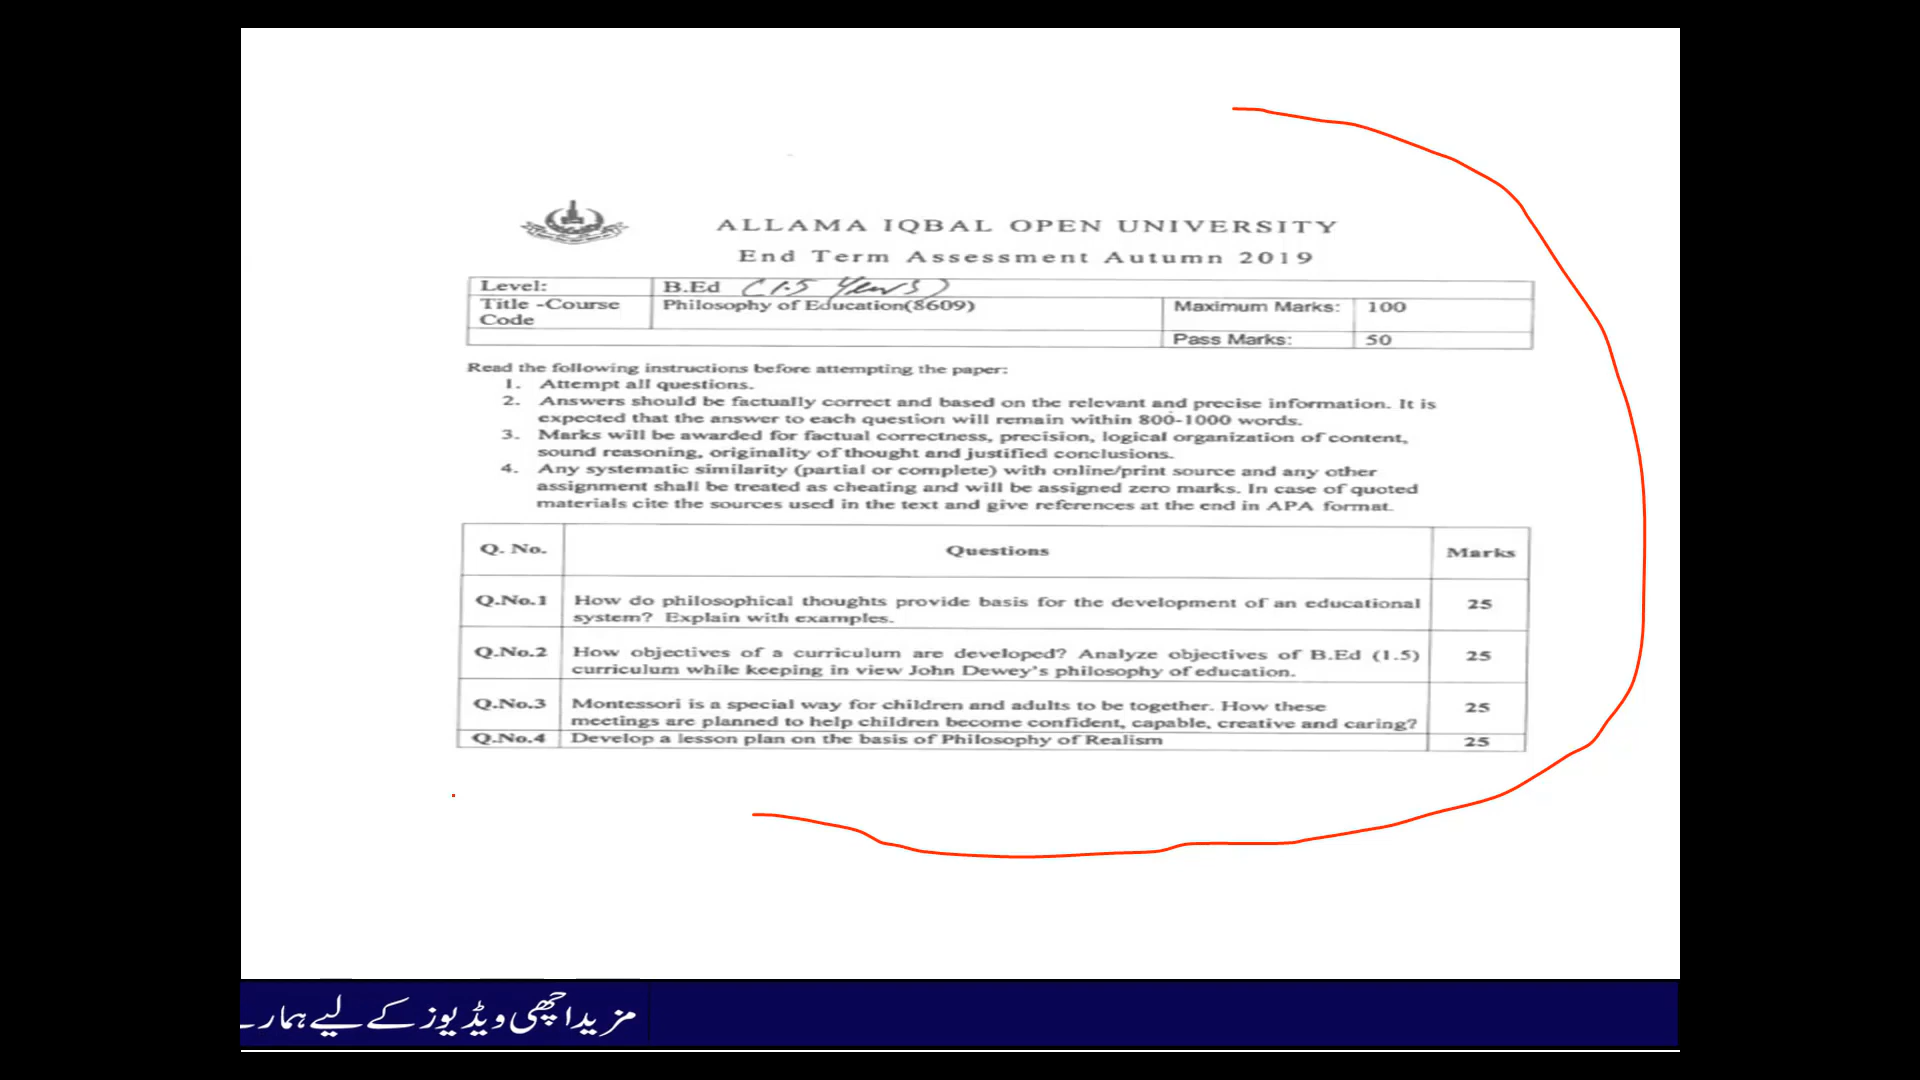 ALLAMA IQBAL OPEN UNIVERSITY
End Term Assessment Autumn 2019
Level: B.Ed (1.5 Years)
Title -Course Code Philosophy of Education(8609) Maximum Marks: 100
Pass Marks: 50
Read the following instructions before attempting the paper:
1. Attempt all questions.
2. Answers should be factually correct and based on the relevant and precise information. It is
expected that the answer to each question will remain within 800-1000 words.
3. Marks will be awarded for factual correctness, precision, logical organization of content,
sound reasoning, originality of thought and justified conclusions.
4. Any systematic similarity (partial or complete) with online/print source and any other
assignment shall be treated as cheating and will be assigned zero marks. In case of quoted
materials cite the sources used in the text and give references at the end in APA format.
Q. No. Questions Marks
Q.No.1 How do philosophical thoughts provide basis for the development of an educational 25
system? Explain with examples.
Q.No.2 How objectives of a curriculum are developed? Analyze objectives of B.Ed (1.5) 25
curriculum while keeping in view John Dewey's philosophy of education.
Q.No.3 Montessori is a special way for children and adults to be together. How these 25
meetings are planned to help children become confident, capable, creative and caring?
Q.No.4 Develop a lesson plan on the basis of Philosophy of Realism 25
مزید اچھی ویڈیوز کے لیے ہمارے